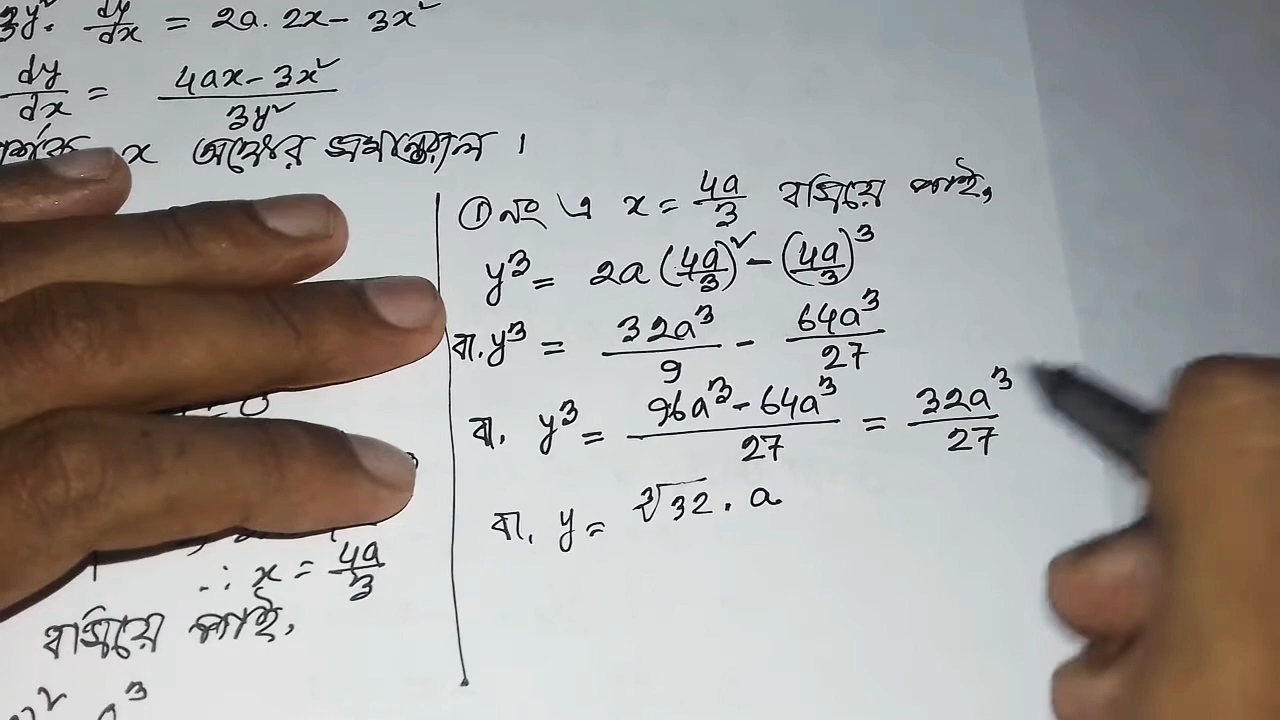 3y². dy/dx = 2a. 2x - 3x²
dy/dx = (4ax - 3x²)/3y²
x অক্ষের সমান্তরাল ।
= 0
∴ x = 4a/3
বসিয়ে পাই,
① নং এ x = 4a/3 বসিয়ে পাই,
y³ = 2a (4a/3)² - (4a/3)³
বা. y³ = 32a³/9 - 64a³/27
বা. y³ = (96a³ - 64a³)/27 = 32a³/27
বা. y = ∛32 . a